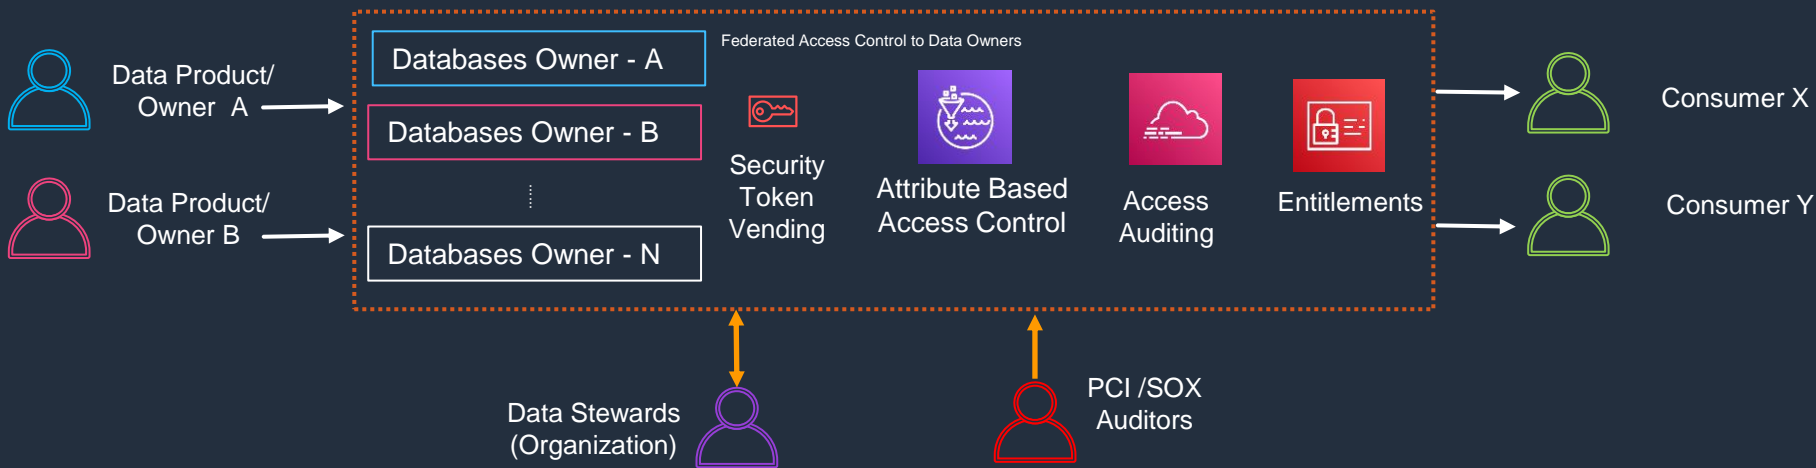 Data Product/
Owner A
Data Product/
Owner B
Databases Owner - A
Databases Owner - B
Databases Owner - N
Federated Access Control to Data Owners
Security
Token
Vending
Attribute Based
Access Control
Access
Auditing
Entitlements
Consumer X
Consumer Y
Data Stewards
(Organization)
PCI /SOX
Auditors